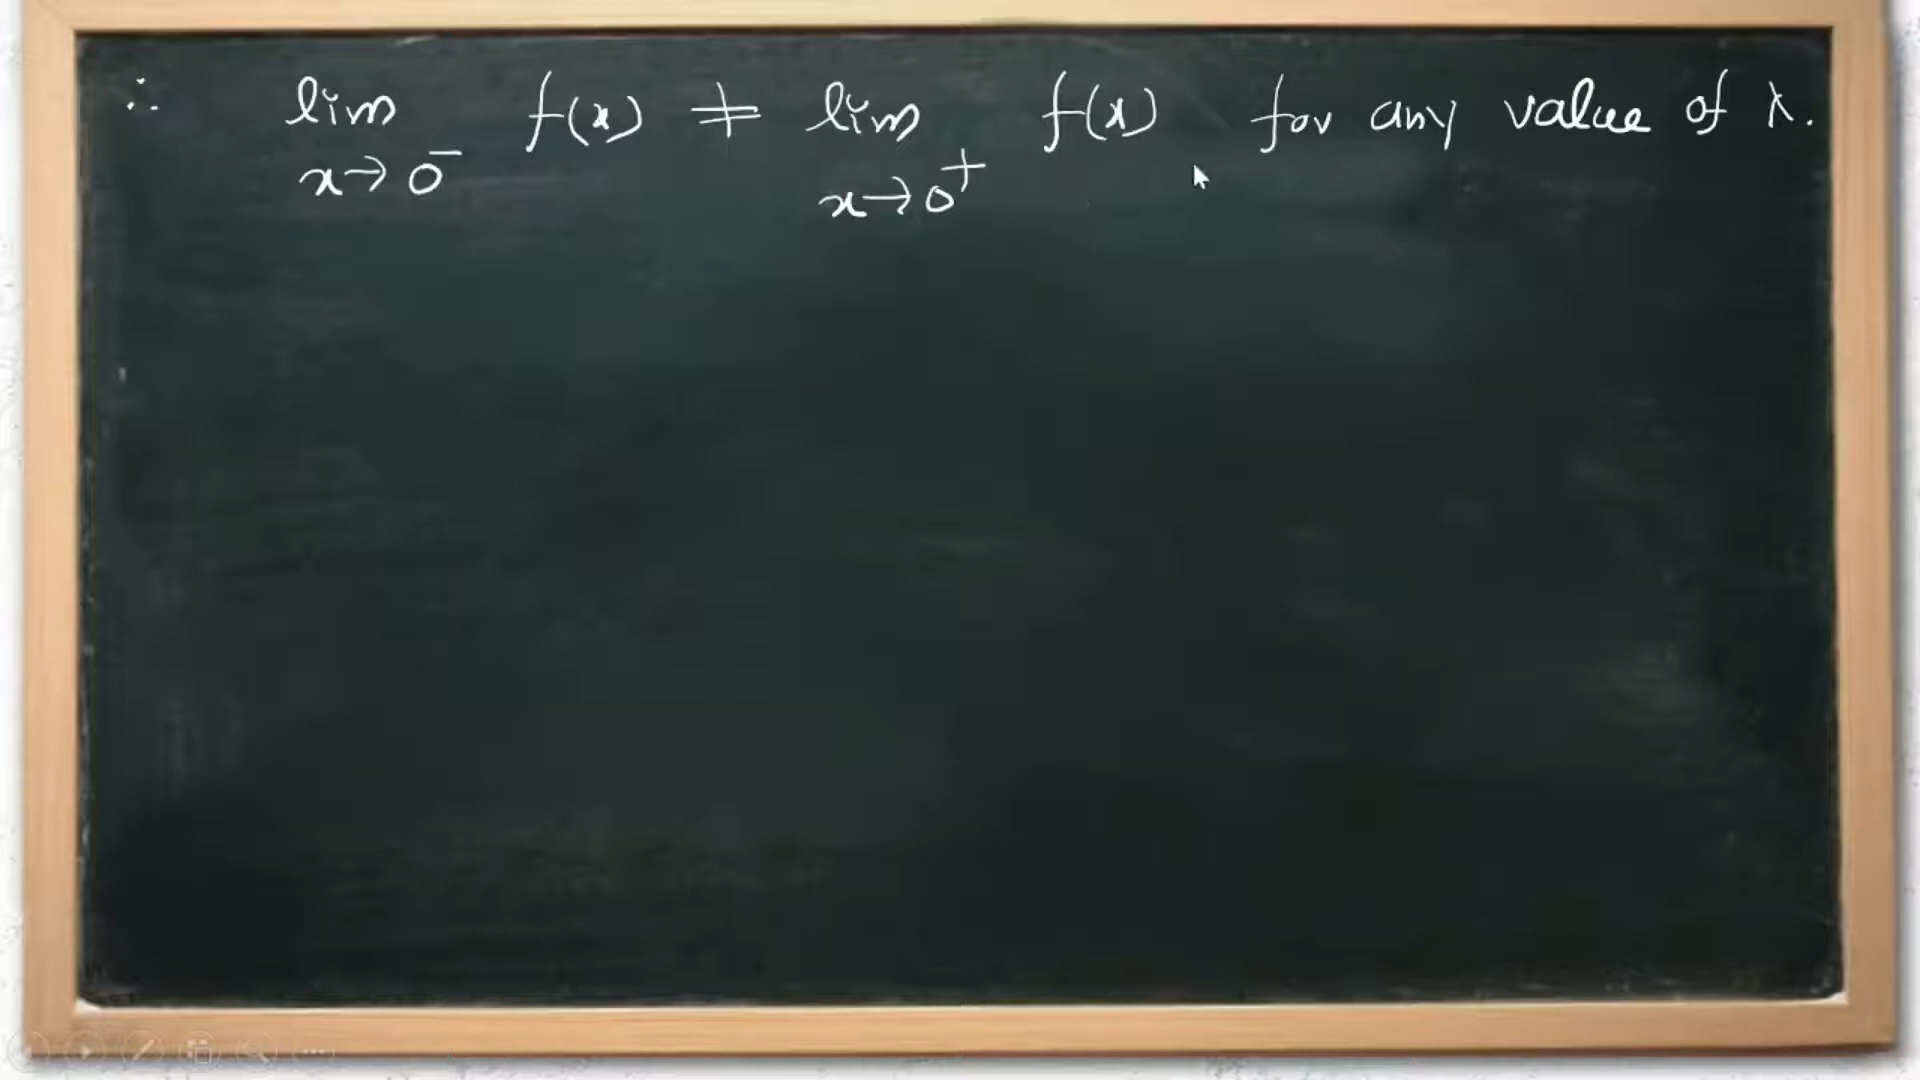 ∴ lim f(x) ≠ lim f(x) for any value of λ.
x→0⁻ x→0⁺